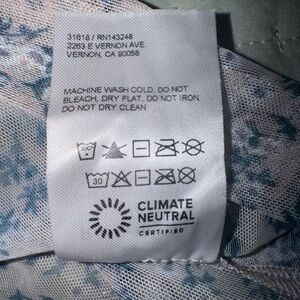 31618 / RN143248
2263 E VERNON AVE.
VERNON, CA 90058
MACHINE WASH COLD, DO NOT
BLEACH, DRY FLAT, DO NOT IRON,
DO NOT DRY CLEAN
30
CLIMATE
NEUTRAL
CERTIFIED